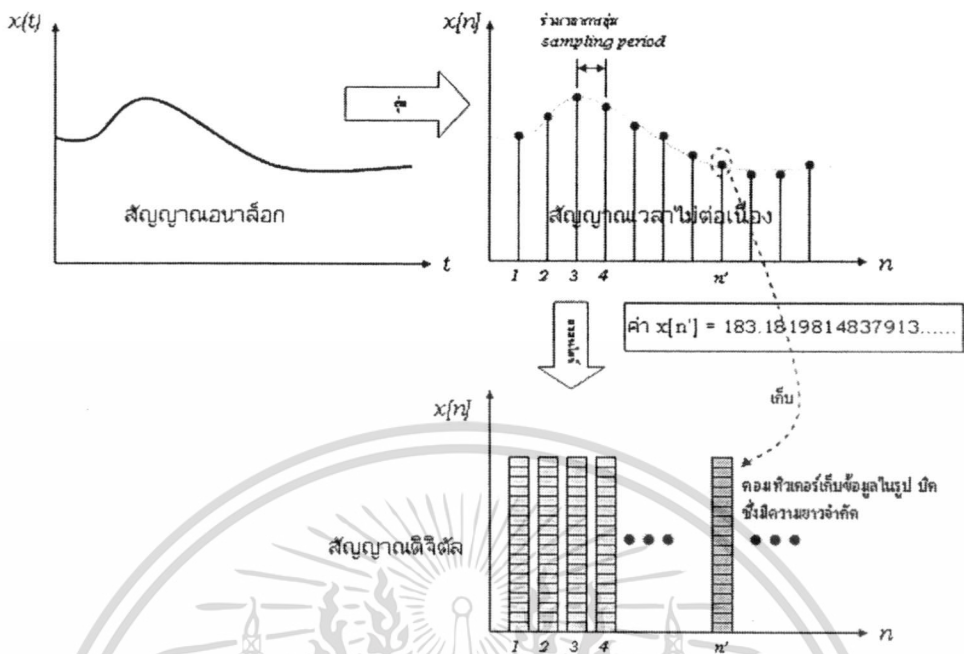 x(t)
สัญญาณอนาล็อก
t
สุ่ม
x[n]
sampling period
สัญญาณเวลาไม่ต่อเนื่อง
1 2 3 4 n'
n
ค่า x[n'] = 183.1819814837913......
เก็บ
x[n]
คอมพิวเตอร์เก็บข้อมูลในรูป บิต
ซึ่งมีความยาวจำกัด
สัญญาณดิจิตัล
1 2 3 4 n'
n